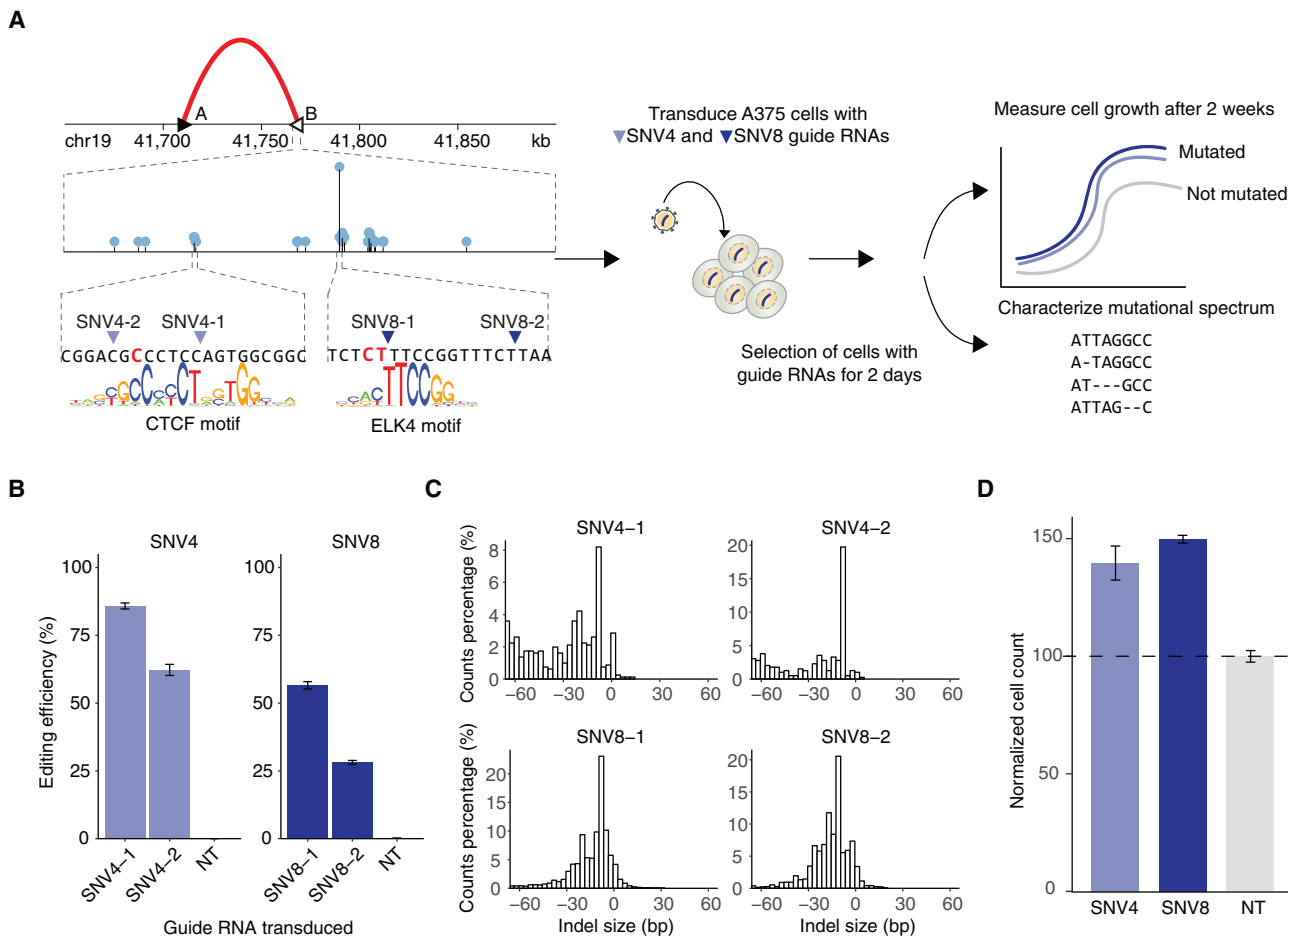 A
A
B
chr19
41,700
41,750
41,800
41,850
kb
SNV4-2
SNV4-1
SNV8-1
SNV8-2
CGGACGCCCTCCAGTGGCGGC
TCTCTTTTCCGGTTTCTTAA
CTCF motif
ELK4 motif
Transduce A375 cells with
SNV4 and SNV8 guide RNAs
Selection of cells with
guide RNAs for 2 days
Measure cell growth after 2 weeks
Mutated
Not mutated
Characterize mutational spectrum
ATTAGGCC
A-TAGGCC
AT---GCC
ATTAG--C
B
SNV4
SNV8
Editing efficiency (%)
100
75
50
25
0
100
75
50
25
0
SNV4–1
SNV4–2
NT
SNV8–1
SNV8–2
NT
Guide RNA transduced
C
SNV4–1
Counts percentage (%)
8
6
4
2
0
−60
−30
0
30
60
SNV4–2
20
15
10
5
0
−60
−30
0
30
60
SNV8–1
Counts percentage (%)
20
15
10
5
0
−60
−30
0
30
60
Indel size (bp)
SNV8–2
20
15
10
5
0
−60
−30
0
30
60
Indel size (bp)
D
Normalized cell count
150
100
50
0
SNV4
SNV8
NT